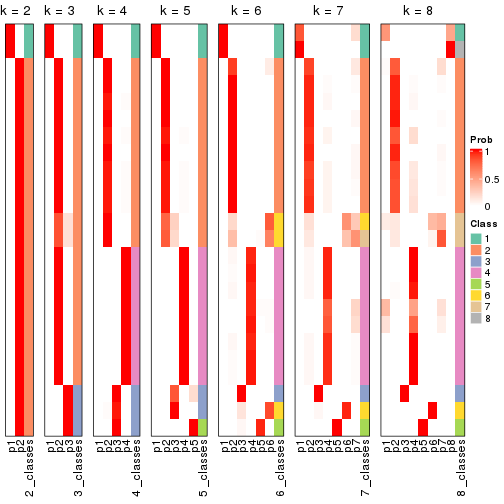 k = 2 k = 3 k = 4 k = 5 k = 6 k = 7 k = 8
Prob
1
0.5
0
Class
1
2
3
4
5
6
7
8
p1 p2 2_classes p1 p2 p3 3_classes p1 p2 p3 p4 4_classes p1 p2 p3 p4 p5 5_classes p1 p2 p3 p4 p5 p6 6_classes p1 p2 p3 p4 p5 p6 p7 7_classes p1 p2 p3 p4 p5 p6 p7 p8 8_classes